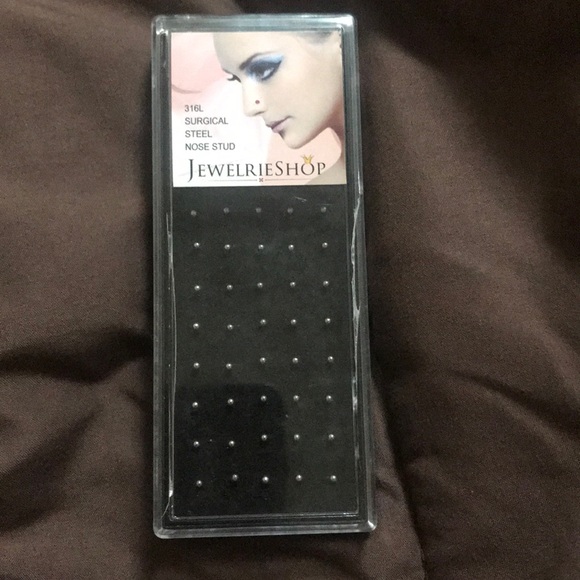 316L
SURGICAL
STEEL
NOSE STUD
JEWELRIESHOP